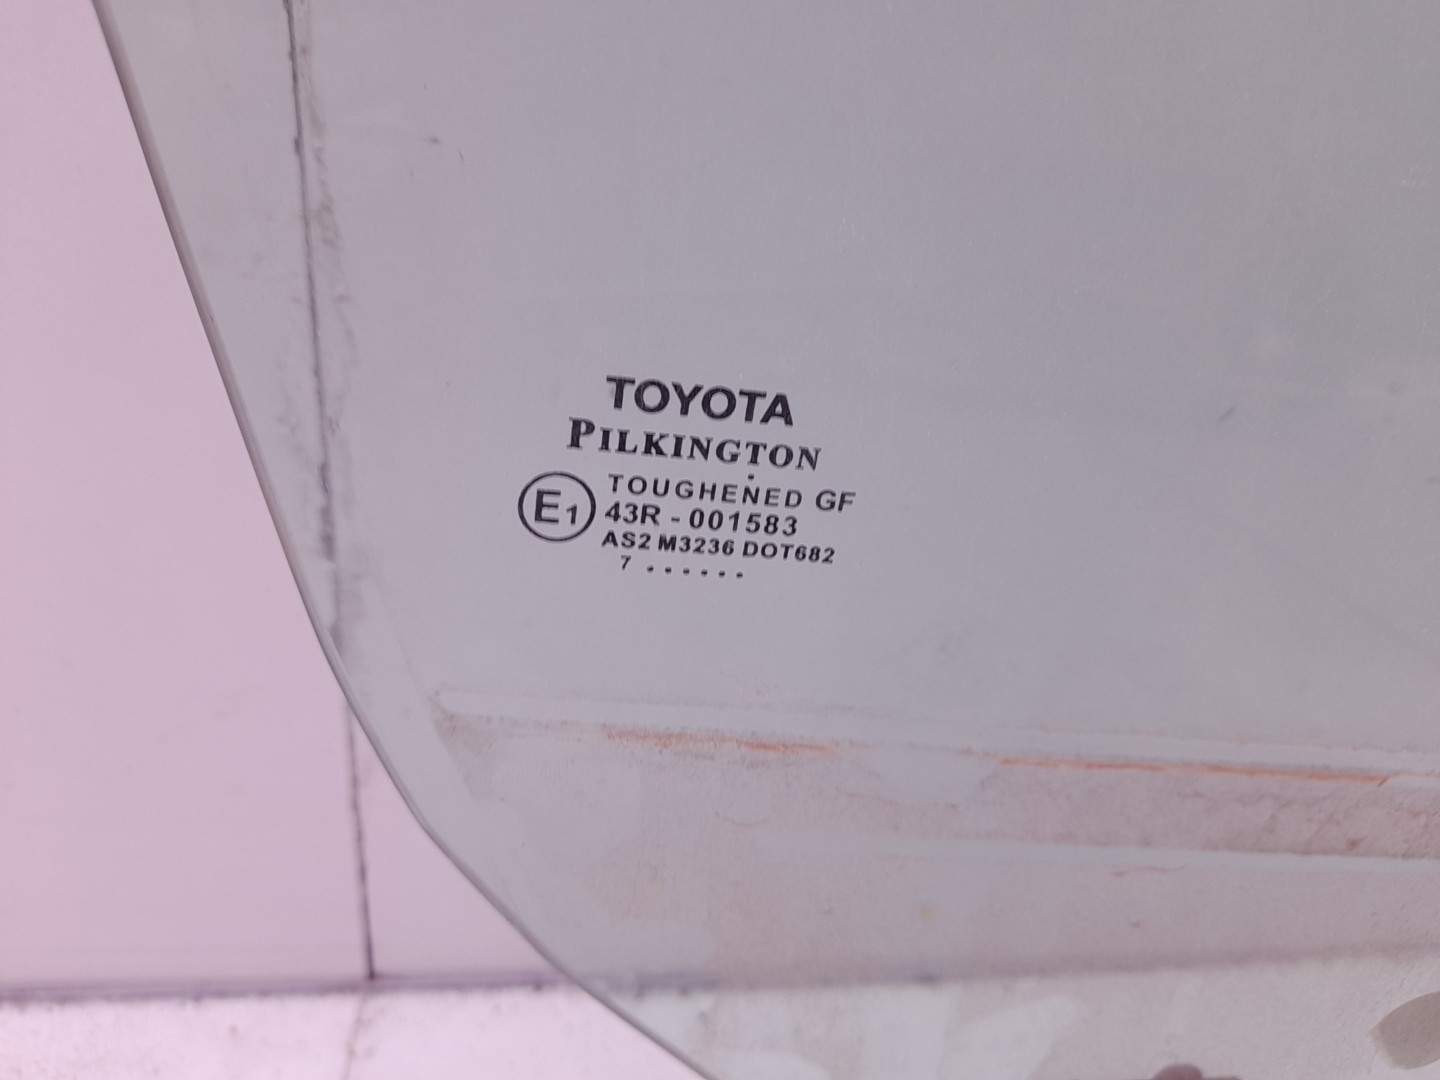 TOYOTA
PILKINGTON
TOUGHENED GF
E1 43R - 001583
AS2 M3236 DOT682
7 . . . . . .